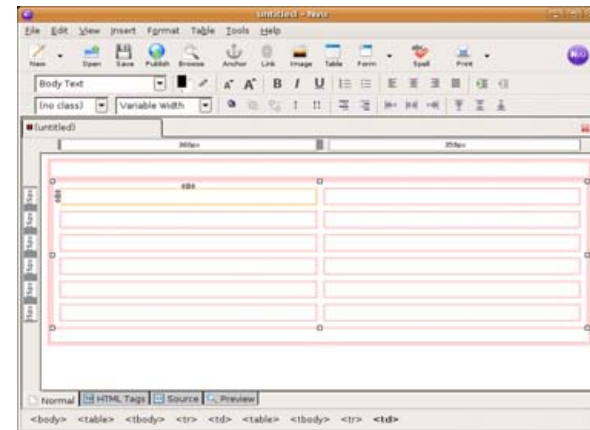 untitled - Nvu
File Edit View Insert Format Table Tools Help
New Open Save Publish Browse Anchor Link Image Table Form Spell Print
Body Text
(no class) Variable Width
(untitled)
Normal HTML Tags Source Preview
<body> <table> <tbody> <tr> <td> <table> <tbody> <tr> <td>